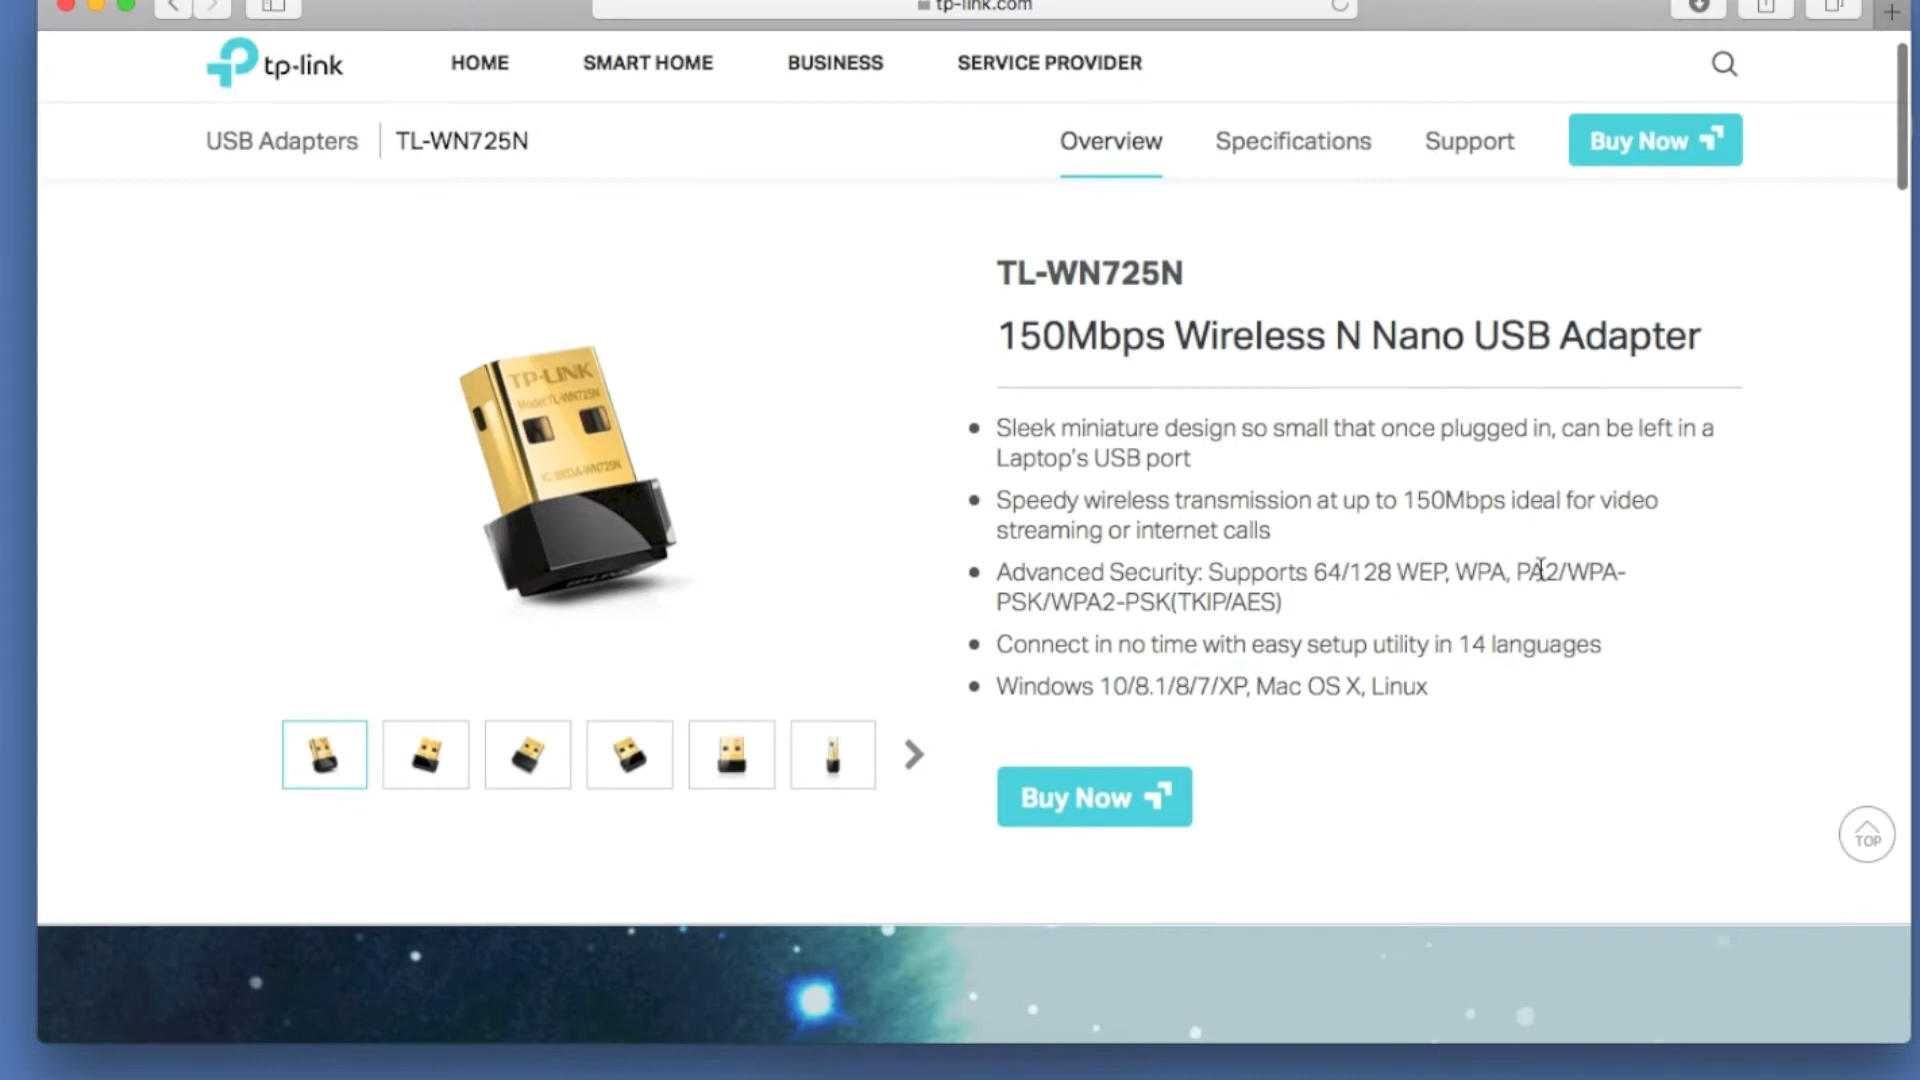 tp-link.com
tp-link
HOME
SMART HOME
BUSINESS
SERVICE PROVIDER
USB Adapters
TL-WN725N
Overview
Specifications
Support
Buy Now
TL-WN725N
150Mbps Wireless N Nano USB Adapter
Sleek miniature design so small that once plugged in, can be left in a
Laptop's USB port
Speedy wireless transmission at up to 150Mbps ideal for video
streaming or internet calls
Advanced Security: Supports 64/128 WEP, WPA, PA2/WPA-
PSK/WPA2-PSK(TKIP/AES)
Connect in no time with easy setup utility in 14 languages
Windows 10/8.1/8/7/XP, Mac OS X, Linux
TP-LINK
Model:TL-WN725N
Buy Now
TOP